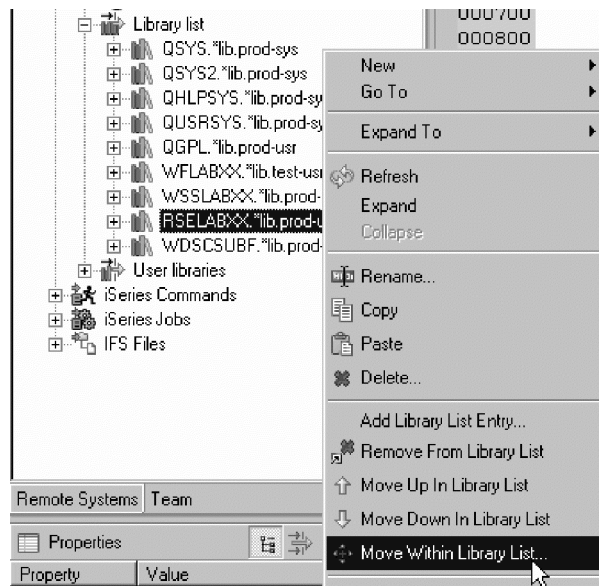 Library list
000700
000800
QSYS.*lib.prod-sys
QSYS2.*lib.prod-sys
QHLPSYS.*lib.prod-sy
QUSRSYS.*lib.prod-sy
QGPL.*lib.prod-usr
WFLABXX.*lib.test-usr
WSSLABXX.*lib.prod-
RSELABXX.*lib.prod-u
WDSCSUBF.*lib.prod-
User libraries
iSeries Commands
iSeries Jobs
IFS Files
New
Go To
Expand To
Refresh
Expand
Collapse
Rename...
Copy
Paste
Delete...
Add Library List Entry...
Remove From Library List
Move Up In Library List
Move Down In Library List
Move Within Library List...
Remote Systems
Team
Properties
Property
Value